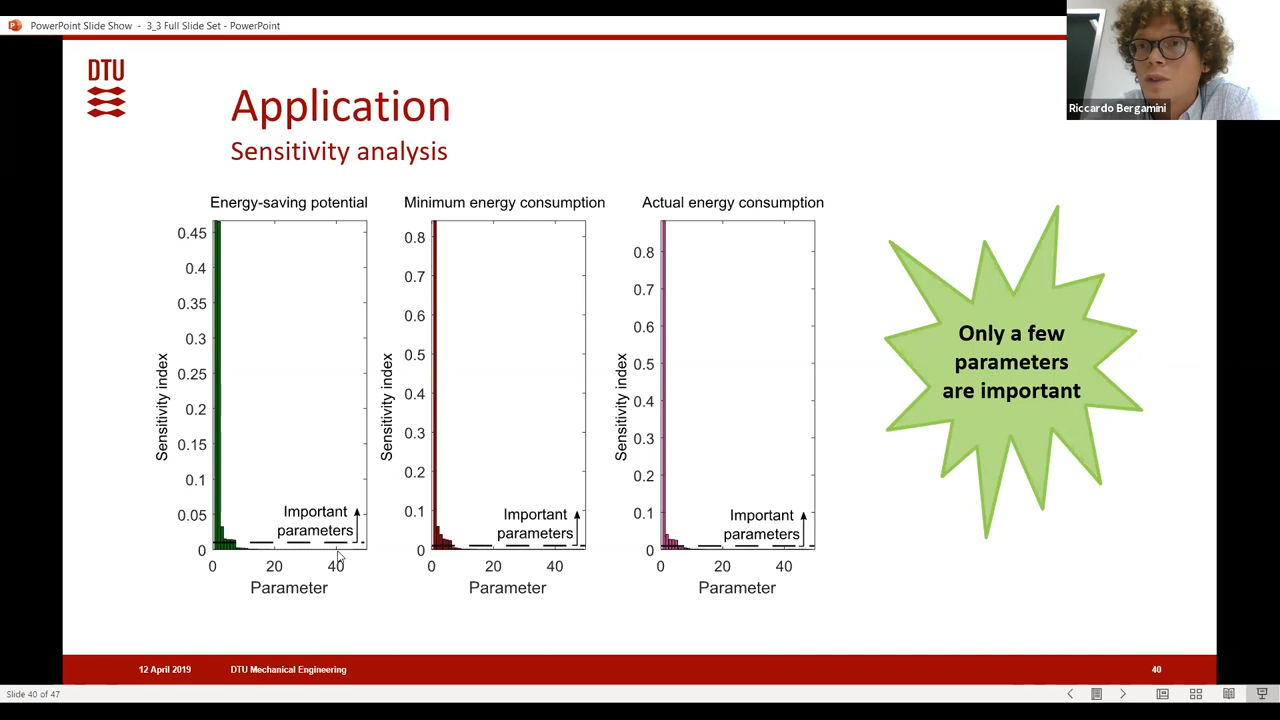 PowerPoint Slide Show - 3_3 Full Slide Set - PowerPoint
DTU
Riccardo Bergamini
Application
Sensitivity analysis
Energy-saving potential
0.45
0.4
0.35
0.3
0.25
0.2
0.15
0.1
0.05
0
Sensitivity index
Important
parameters
0 20 40
Parameter
Minimum energy consumption
0.8
0.7
0.6
0.5
0.4
0.3
0.2
0.1
0
Sensitivity index
Important
parameters
0 20 40
Parameter
Actual energy consumption
0.8
0.7
0.6
0.5
0.4
0.3
0.2
0.1
0
Sensitivity index
Important
parameters
0 20 40
Parameter
Only a few
parameters
are important
12 April 2019 DTU Mechanical Engineering 40
Slide 40 of 47